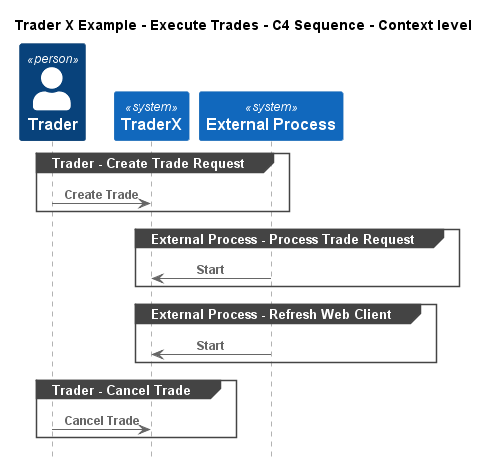 Trader X Example - Execute Trades - C4 Sequence - Context level
«person»
Trader
«system»
TraderX
«system»
External Process
Trader - Create Trade Request
Create Trade
External Process - Process Trade Request
Start
External Process - Refresh Web Client
Start
Trader - Cancel Trade
Cancel Trade